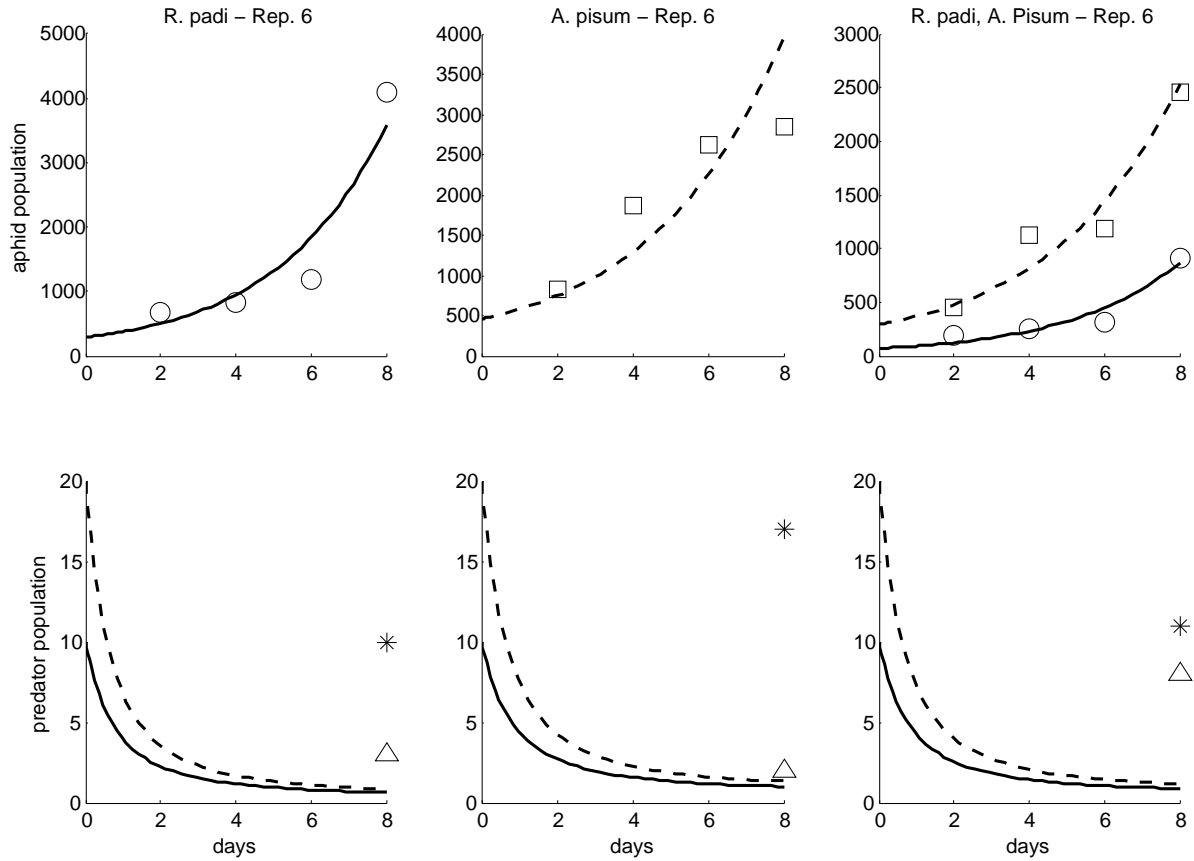 R. padi – Rep. 6
A. pisum – Rep. 6
R. padi, A. Pisum – Rep. 6
aphid population
5000
4000
3000
2000
1000
0
0 2 4 6 8
4000
3500
3000
2500
2000
1500
1000
500
0
0 2 4 6 8
3000
2500
2000
1500
1000
500
0
0 2 4 6 8
predator population
20
15
10
5
0
0 2 4 6 8
days
20
15
10
5
0
0 2 4 6 8
days
20
15
10
5
0
0 2 4 6 8
days